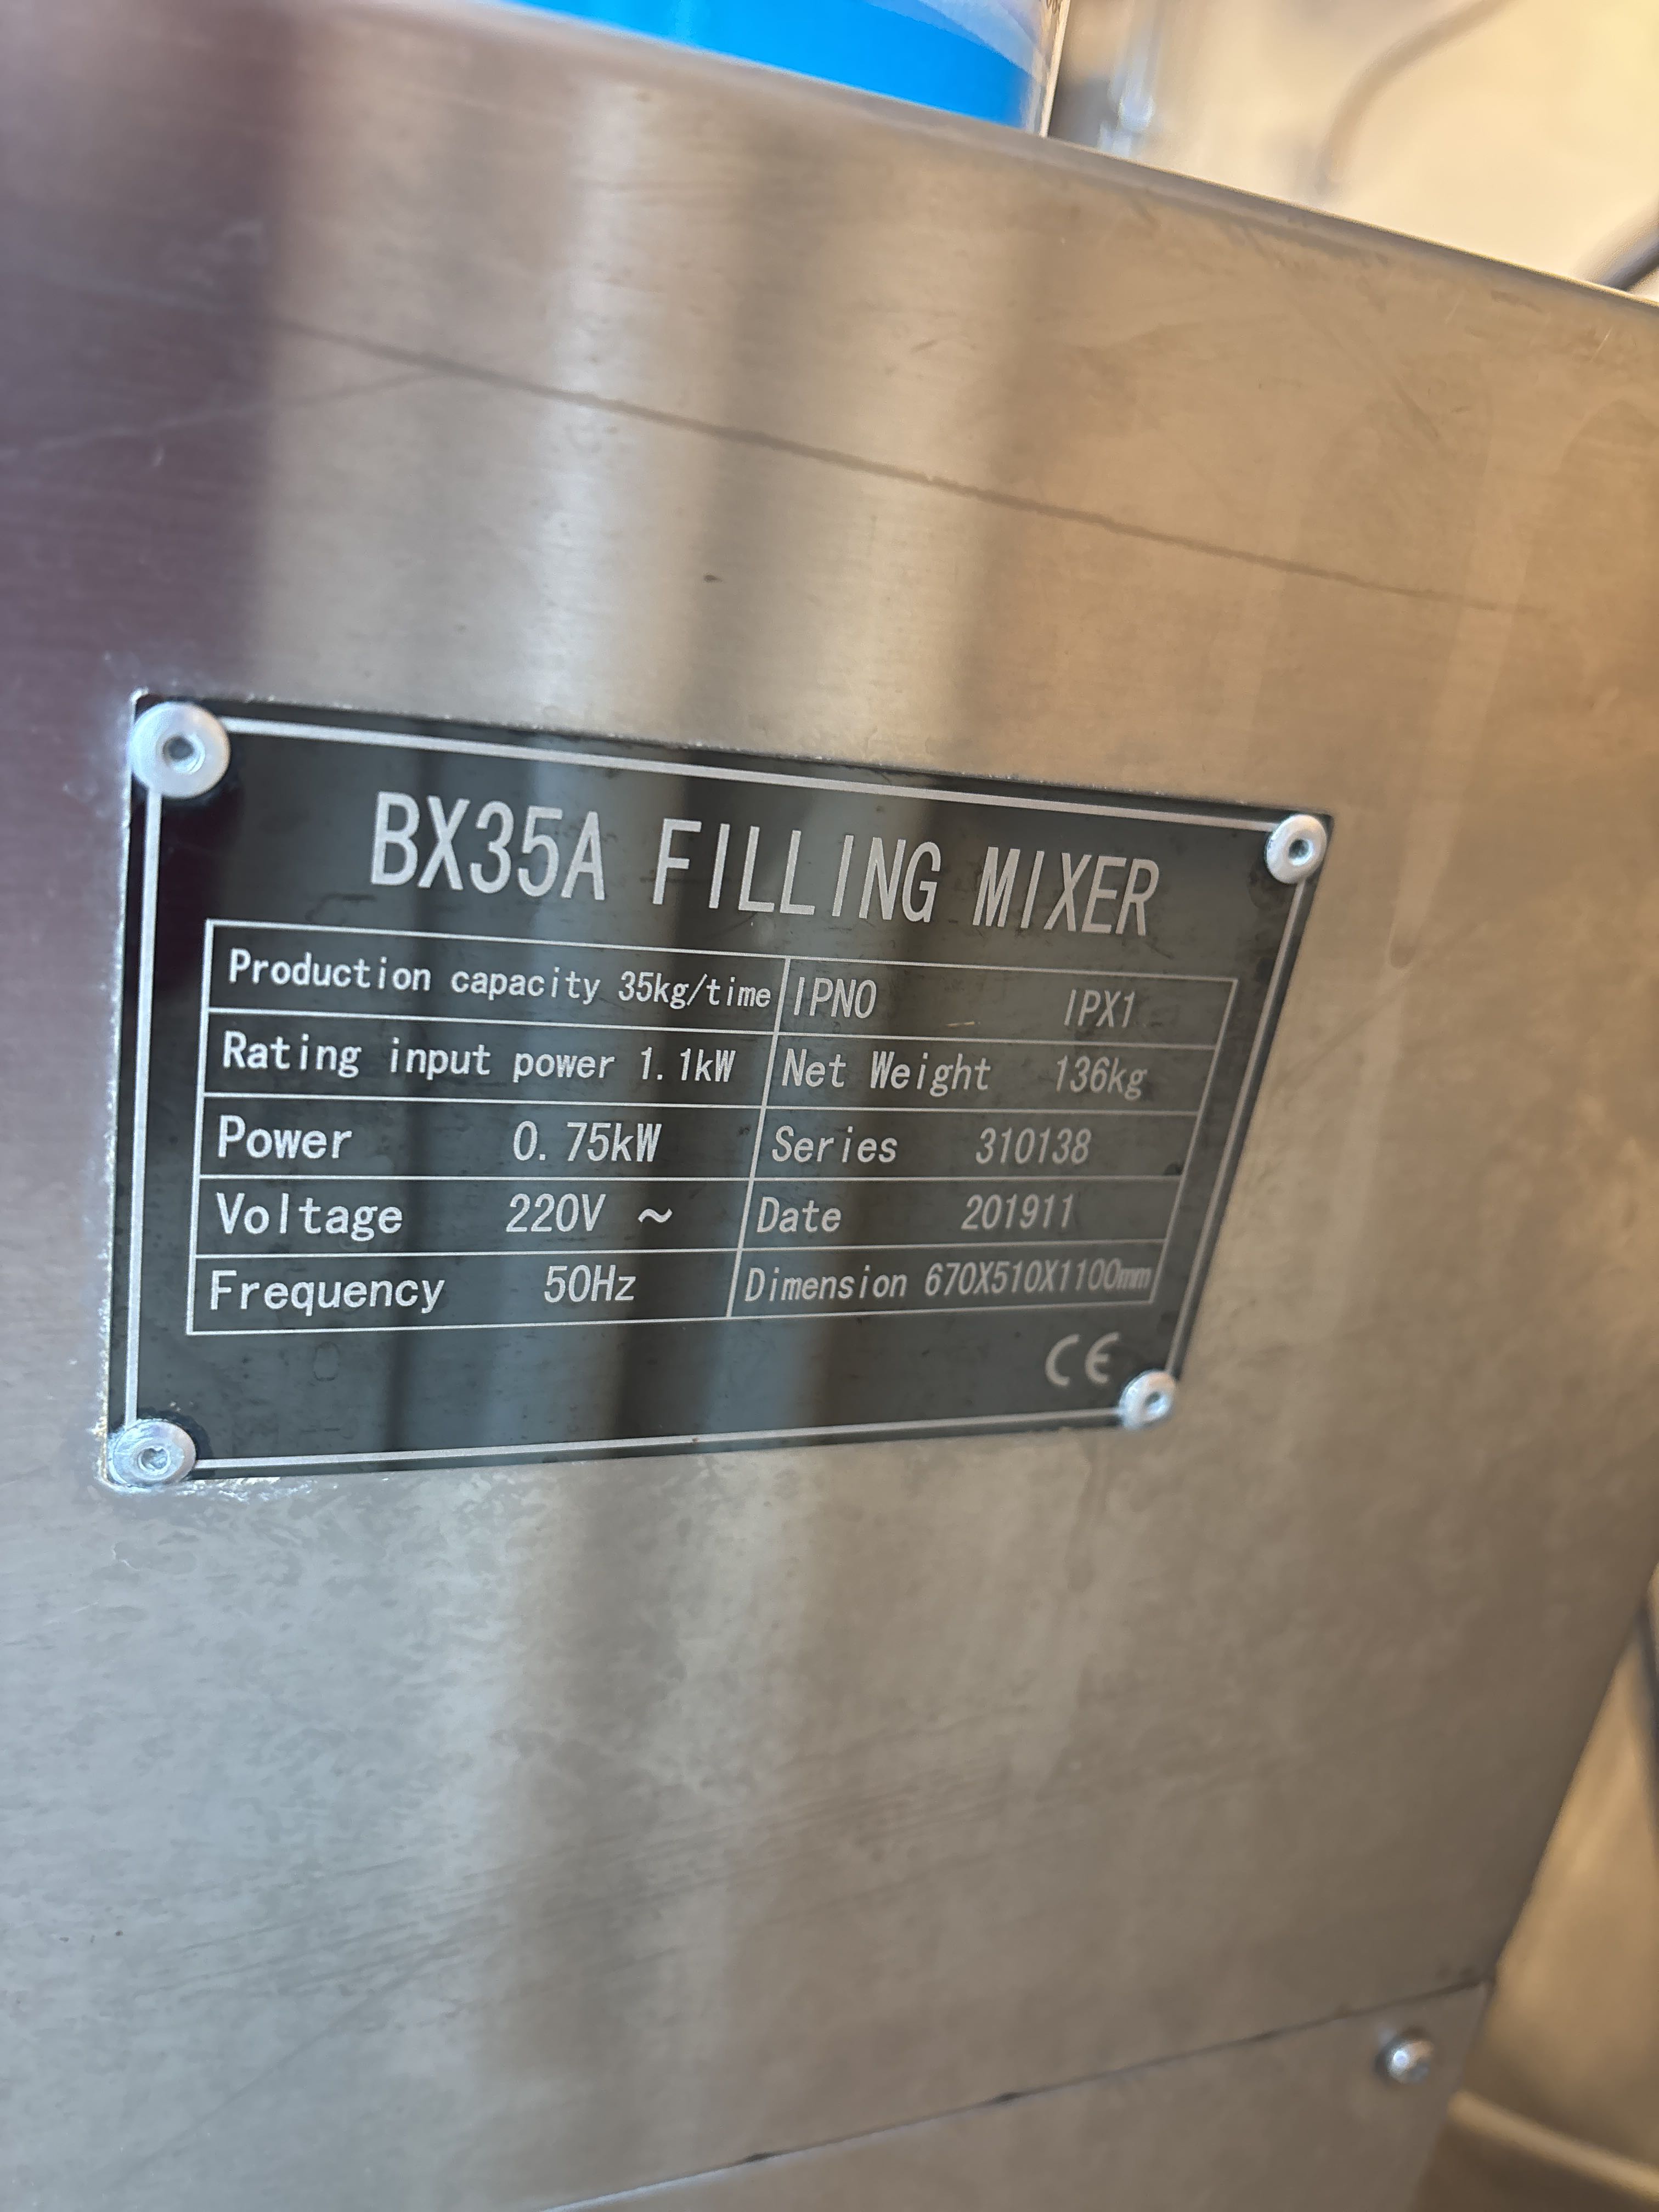 BX35A FILLING MIXER
Production capacity 35kg/time IPNO IPX1
Rating input power 1.1kW Net Weight 136kg
Power 0.75kW Series 310138
Voltage 220V ~ Date 201911
Frequency 50Hz Dimension 670X510X1100mm
CE